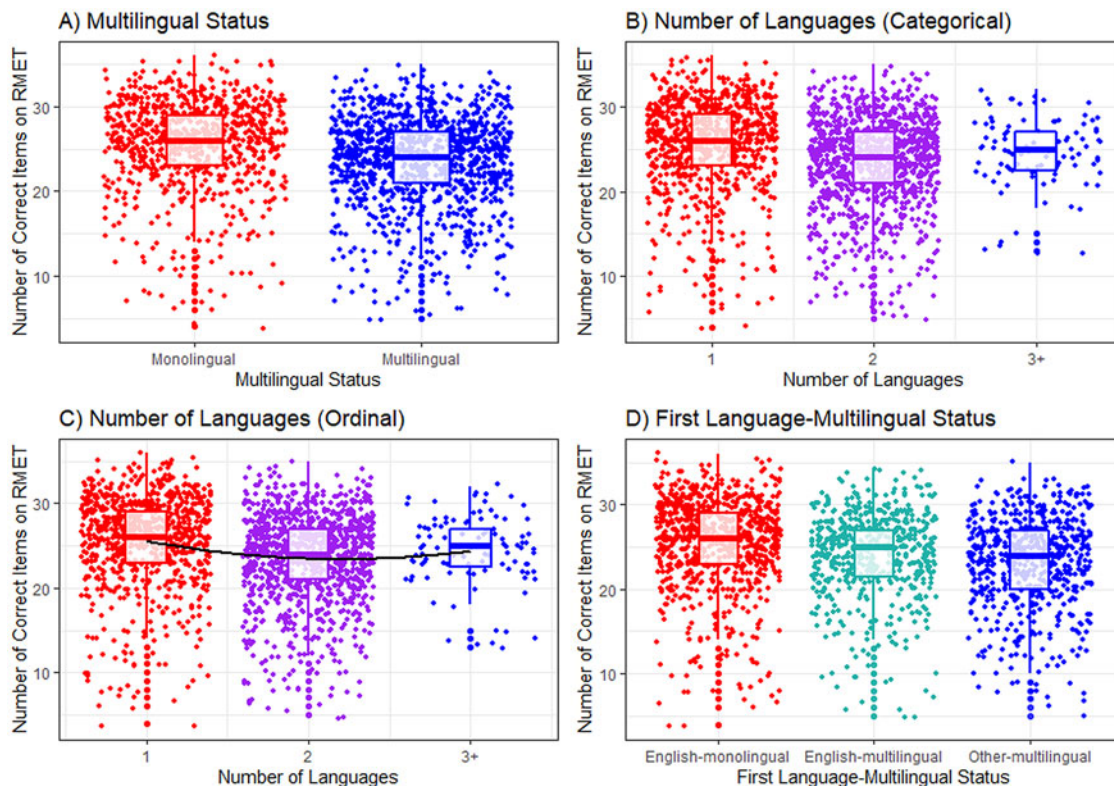 A) Multilingual Status
Number of Correct Items on RMET
30
20
10
Monolingual Multilingual
Multilingual Status
B) Number of Languages (Categorical)
Number of Correct Items on RMET
30
20
10
1 2 3+
Number of Languages
C) Number of Languages (Ordinal)
Number of Correct Items on RMET
30
20
10
1 2 3+
Number of Languages
D) First Language-Multilingual Status
Number of Correct Items on RMET
30
20
10
English-monolingual English-multilingual Other-multilingual
First Language-Multilingual Status